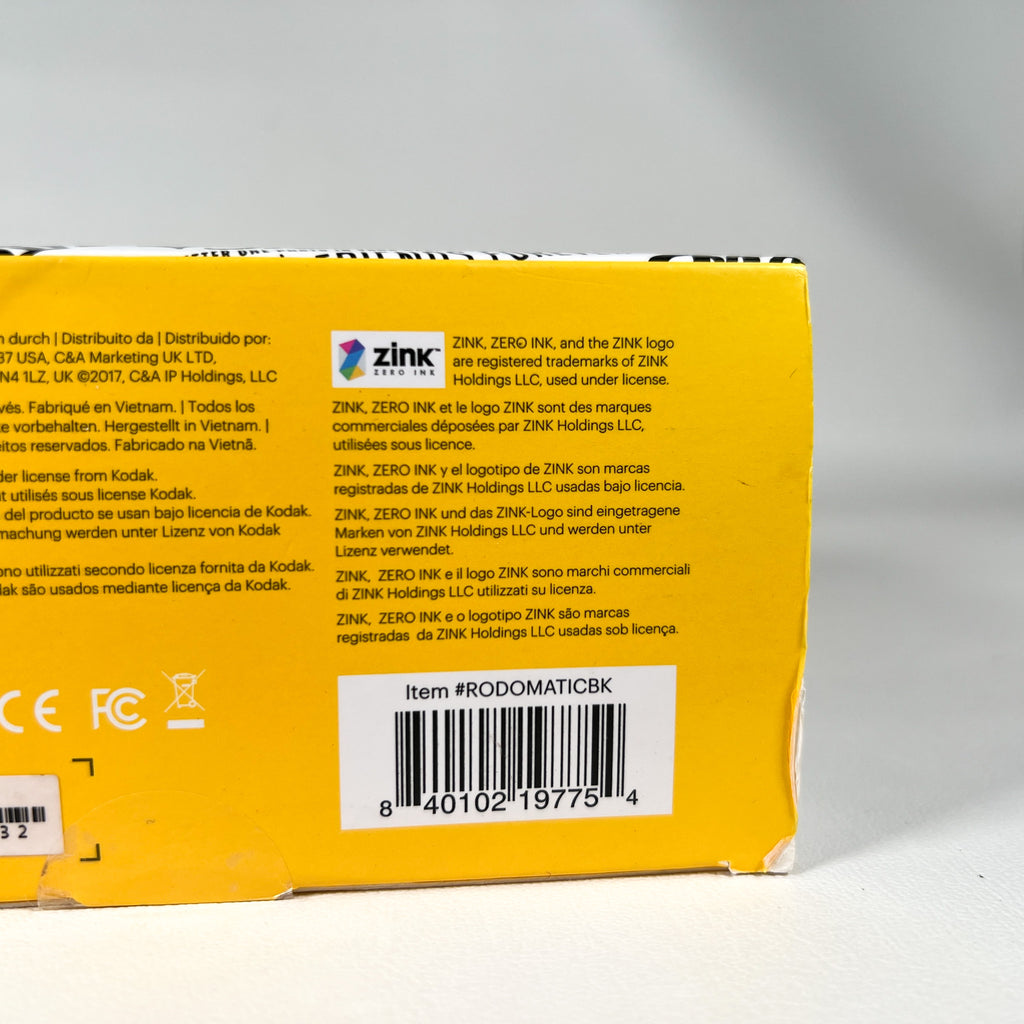 durch | Distribuito da | Distribuido por:
37 USA, C&A Marketing UK LTD,
N4 1LZ, UK ©2017, C&A IP Holdings, LLC
vés. Fabriqué en Vietnam. | Todos los
vorbehalten. Hergestellt in Vietnam. |
eitos reservados. Fabricado na Vietnã.
der license from Kodak.
utilisés sous license Kodak.
del producto se usan bajo licencia de Kodak.
machung werden unter Lizenz von Kodak
ono utilizzati secondo licenza fornita da Kodak.
dak são usados mediante licença da Kodak.
CE FC
3 2
zink™
ZERO INK
ZINK, ZERO INK, and the ZINK logo
are registered trademarks of ZINK
Holdings LLC, used under license.
ZINK, ZERO INK et le logo ZINK sont des marques
commerciales déposées par ZINK Holdings LLC,
utilisées sous licence.
ZINK, ZERO INK y el logotipo de ZINK son marcas
registradas de ZINK Holdings LLC usadas bajo licencia.
ZINK, ZERO INK und das ZINK-Logo sind eingetragene
Marken von ZINK Holdings LLC und werden unter
Lizenz verwendet.
ZINK, ZERO INK e il logo ZINK sono marchi commerciali
di ZINK Holdings LLC utilizzati su licenza.
ZINK, ZERO INK e o logotipo ZINK são marcas
registradas da ZINK Holdings LLC usadas sob licença.
Item #RODOMATICBK
8 40102 19775 4